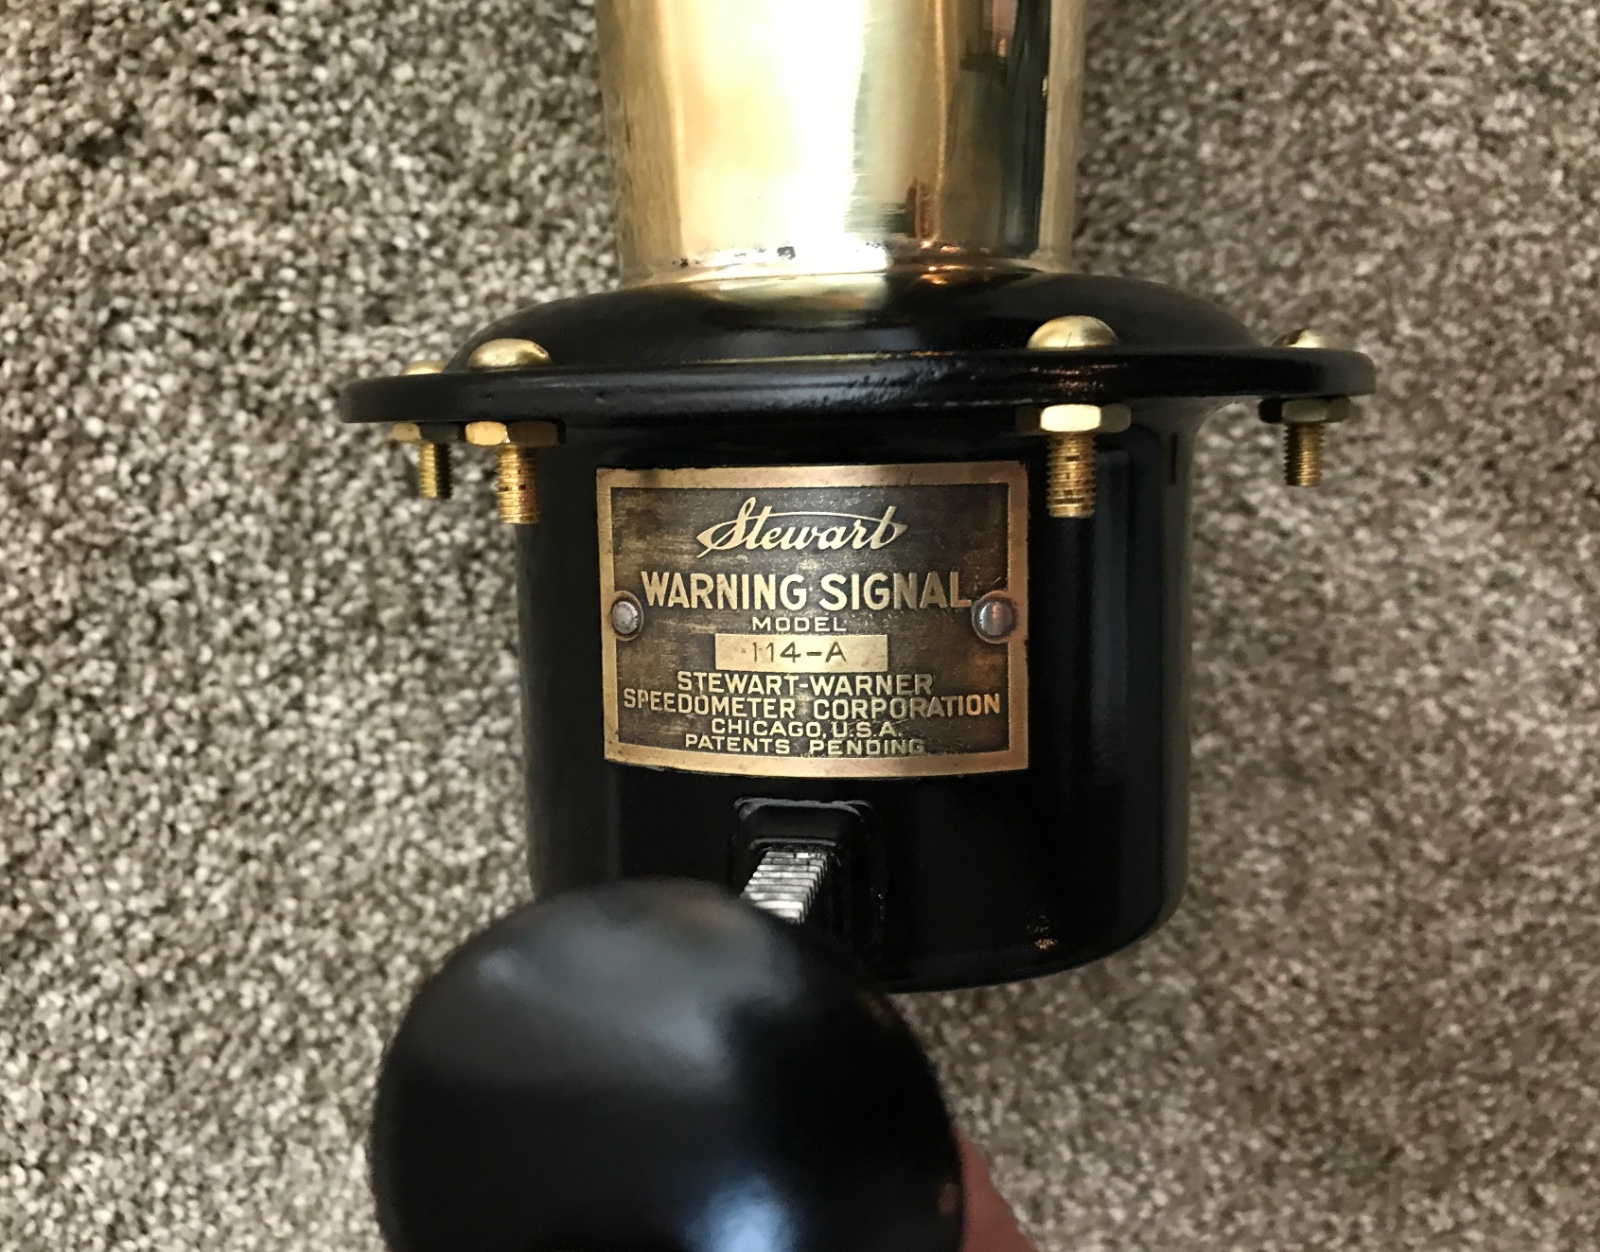 Stewart
WARNING SIGNAL
MODEL
114-A
STEWART-WARNER
SPEEDOMETER CORPORATION
CHICAGO, U.S.A.
PATENTS PENDING